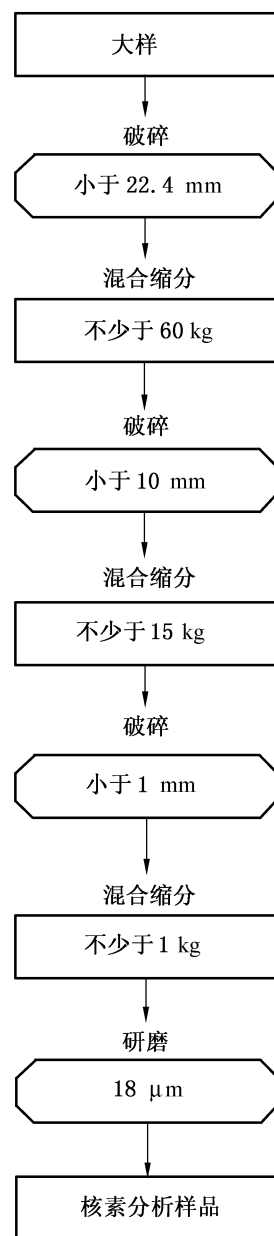 大样
破碎
小于 22.4 mm
混合缩分
不少于 60 kg
破碎
小于 10 mm
混合缩分
不少于 15 kg
破碎
小于 1 mm
混合缩分
不少于 1 kg
研磨
18 μm
核素分析样品